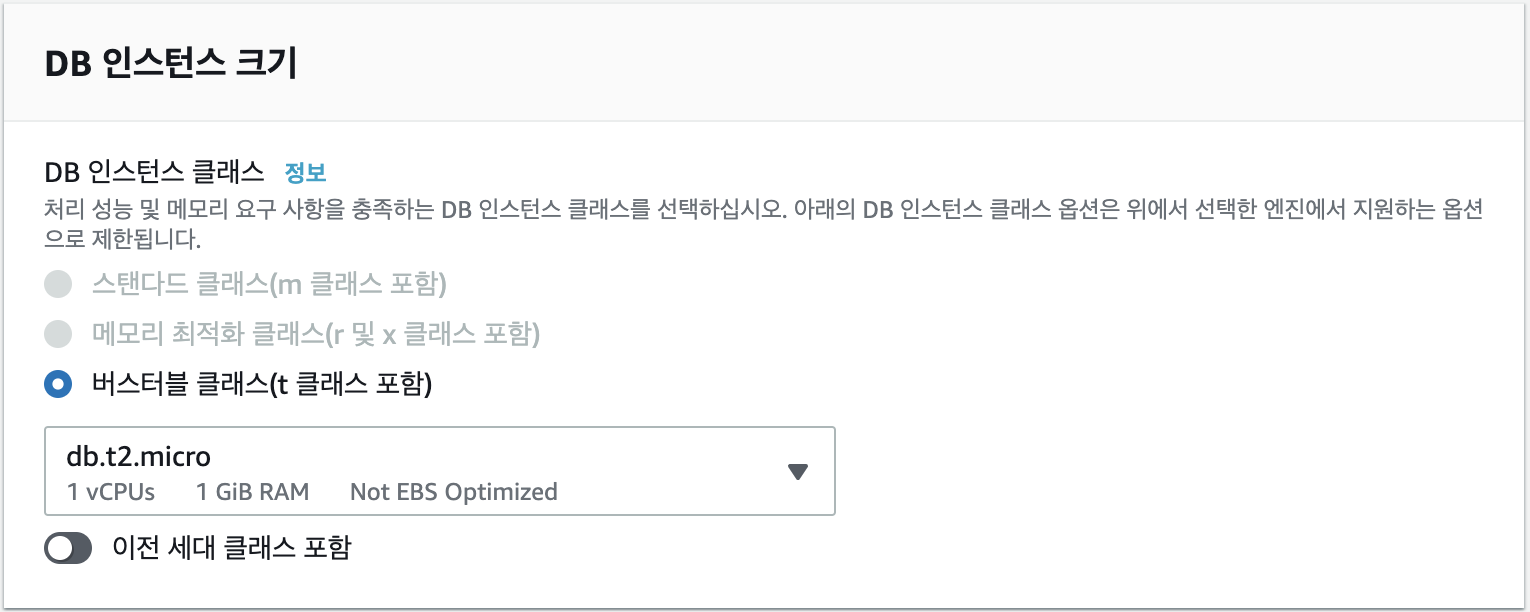 DB 인스턴스 크기
DB 인스턴스 클래스 정보
처리 성능 및 메모리 요구 사항을 충족하는 DB 인스턴스 클래스를 선택하십시오. 아래의 DB 인스턴스 클래스 옵션은 위에서 선택한 엔진에서 지원하는 옵션
으로 제한됩니다.
스탠다드 클래스(m 클래스 포함)
메모리 최적화 클래스(r 및 x 클래스 포함)
버스터블 클래스(t 클래스 포함)
db.t2.micro
1 vCPUs 1 GiB RAM Not EBS Optimized
이전 세대 클래스 포함